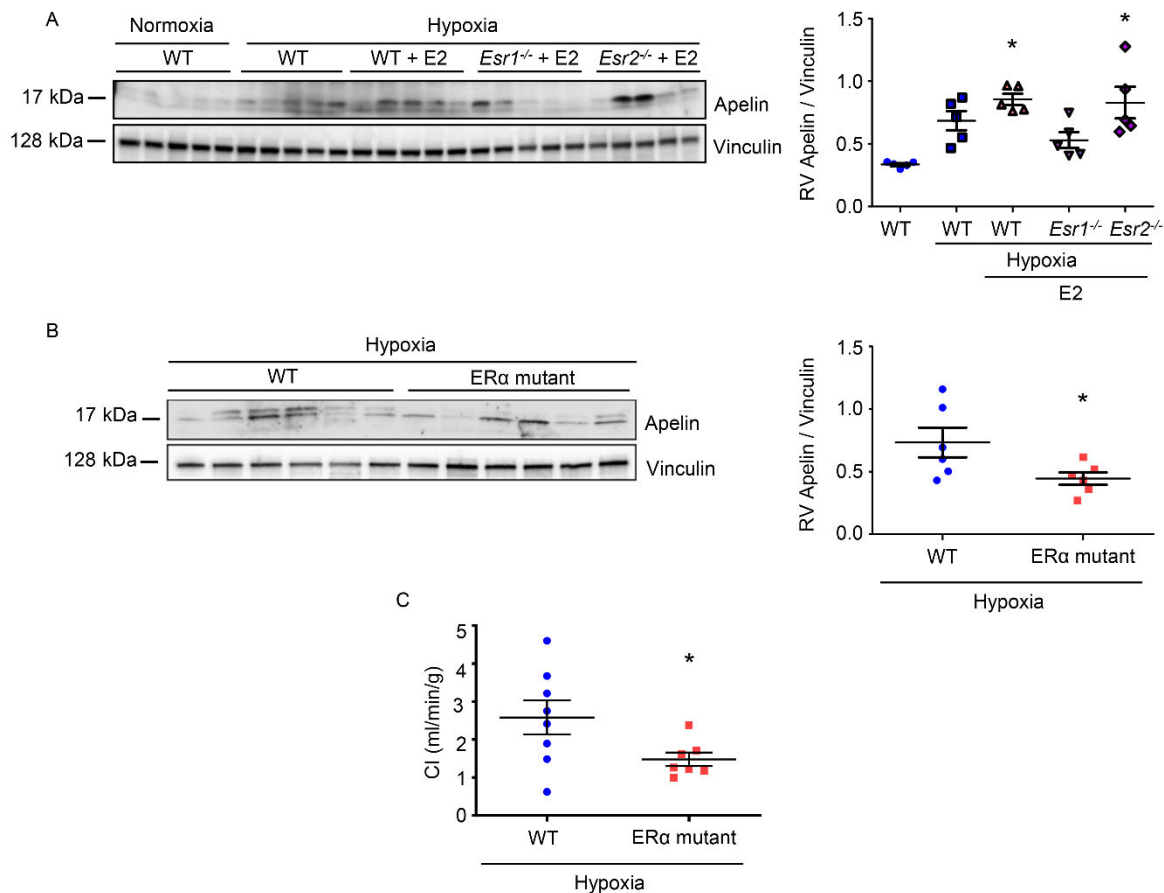 A
Normoxia Hypoxia
WT WT WT + E2 Esr1-/- + E2 Esr2-/- + E2
17 kDa Apelin
128 kDa Vinculin
RV Apelin / Vinculin
1.5
1.0
0.5
0.0
* *
WT WT WT Esr1-/- Esr2-/-
Hypoxia
E2
B
Hypoxia
WT ERα mutant
17 kDa Apelin
128 kDa Vinculin
RV Apelin / Vinculin
1.5
1.0
0.5
0.0
*
WT ERα mutant
Hypoxia
C
CI (ml/min/g)
5
4
3
2
1
0
*
WT ERα mutant
Hypoxia